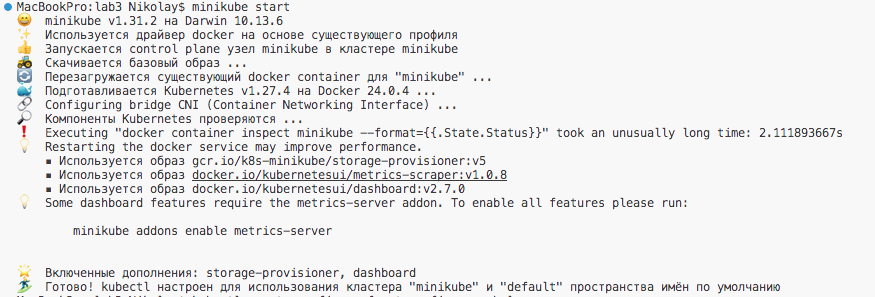 MacBookPro:lab3 Nikolay$ minikube start
minikube v1.31.2 на Darwin 10.13.6
Используется драйвер docker на основе существующего профиля
Запускается control plane узел minikube в кластере minikube
Скачивается базовый образ ...
Перезагружается существующий docker container для "minikube" ...
Подготавливается Kubernetes v1.27.4 на Docker 24.0.4 ...
Configuring bridge CNI (Container Networking Interface) ...
Компоненты Kubernetes проверяются ...
Executing "docker container inspect minikube --format={{.State.Status}}" took an unusually long time: 2.111893667s
Restarting the docker service may improve performance.
▪ Используется образ gcr.io/k8s-minikube/storage-provisioner:v5
▪ Используется образ docker.io/kubernetesui/metrics-scraper:v1.0.8
▪ Используется образ docker.io/kubernetesui/dashboard:v2.7.0
Some dashboard features require the metrics-server addon. To enable all features please run:
minikube addons enable metrics-server
Включенные дополнения: storage-provisioner, dashboard
Готово! kubectl настроен для использования кластера "minikube" и "default" пространства имён по умолчанию